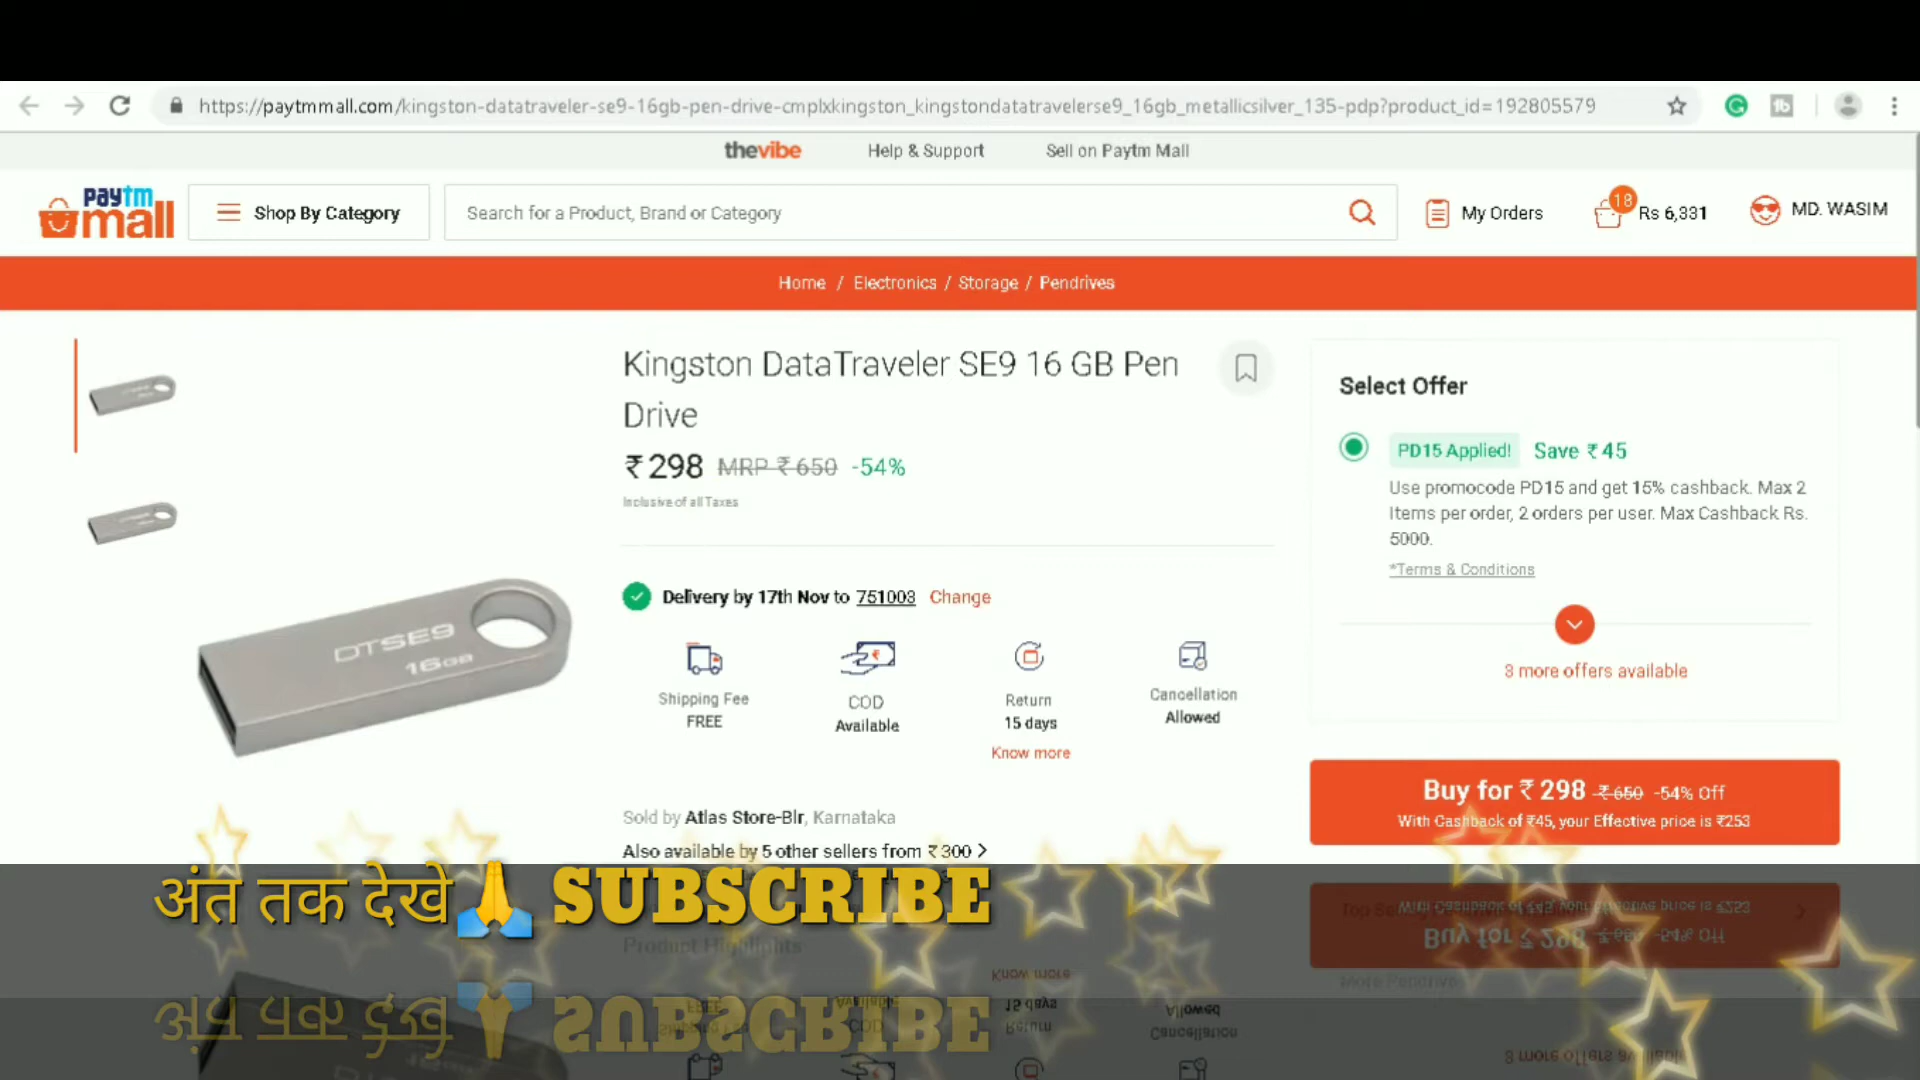 https://paytmmall.com/kingston-datatraveler-se9-16gb-pen-drive-cmplxkingston_kingstondatatravelerse9_16gb_metallicsilver_135-pdp?product_id=192805579
thevibe Help & Support Sell on Paytm Mall
paytm mall
Shop By Category
Search for a Product, Brand or Category
My Orders
18
Rs 6,331
MD. WASIM
Home / Electronics / Storage / Pendrives
Kingston DataTraveler SE9 16 GB Pen
Drive
₹298 MRP ₹650 -54%
Inclusive of all Taxes
DTSE9
16GB
Delivery by 17th Nov to 751003 Change
Shipping Fee
FREE
COD
Available
Return
15 days
Know more
Cancellation
Allowed
Sold by Atlas Store-Blr, Karnataka
Also available by 5 other sellers from ₹300 >
Select Offer
PD15 Applied! Save ₹45
Use promocode PD15 and get 15% cashback. Max 2
Items per order, 2 orders per user. Max Cashback Rs.
5000.
*Terms & Conditions
3 more offers available
Buy for ₹298 ₹650 -54% Off
With Cashback of ₹45, your Effective price is ₹253
अंत तक देखे🙏 SUBSCRIBE
Product Highlights